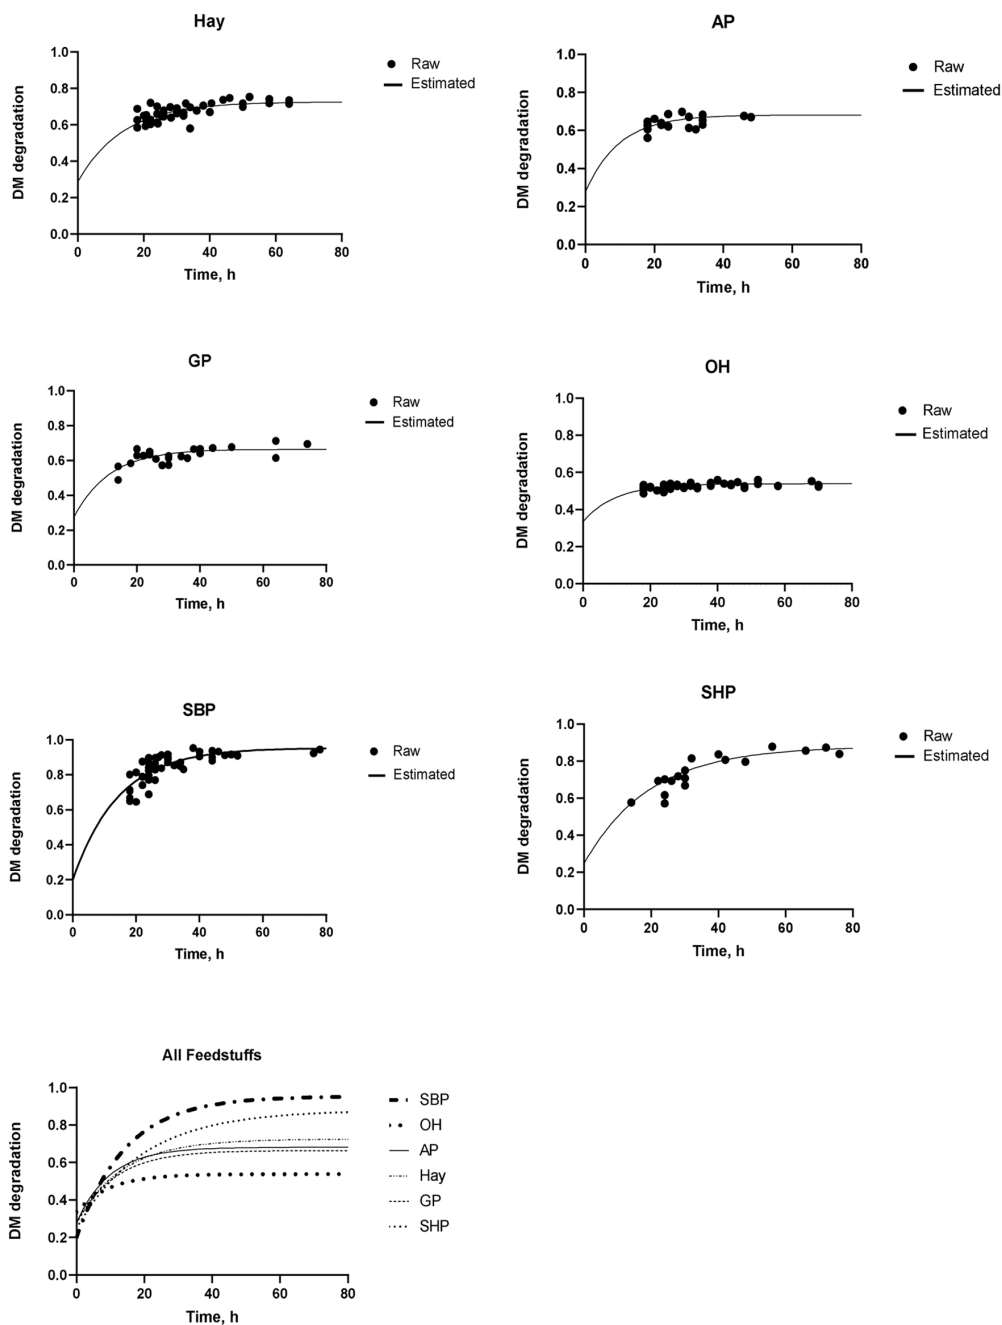 Hay
1.0
0.8
0.6
0.4
0.2
0.0
0 20 40 60 80
DM degradation
Time, h
Raw
Estimated
AP
1.0
0.8
0.6
0.4
0.2
0.0
0 20 40 60 80
DM degradation
Time, h
Raw
Estimated
GP
1.0
0.8
0.6
0.4
0.2
0.0
0 20 40 60 80
DM degradation
Time, h
Raw
Estimated
OH
1.0
0.8
0.6
0.4
0.2
0.0
0 20 40 60 80
DM degradation
Time, h
Raw
Estimated
SBP
1.0
0.8
0.6
0.4
0.2
0.0
0 20 40 60 80
DM degradation
Time, h
Raw
Estimated
SHP
1.0
0.8
0.6
0.4
0.2
0.0
0 20 40 60 80
DM degradation
Time, h
Raw
Estimated
All Feedstuffs
1.0
0.8
0.6
0.4
0.2
0.0
0 20 40 60 80
DM degradation
Time, h
SBP
OH
AP
Hay
GP
SHP